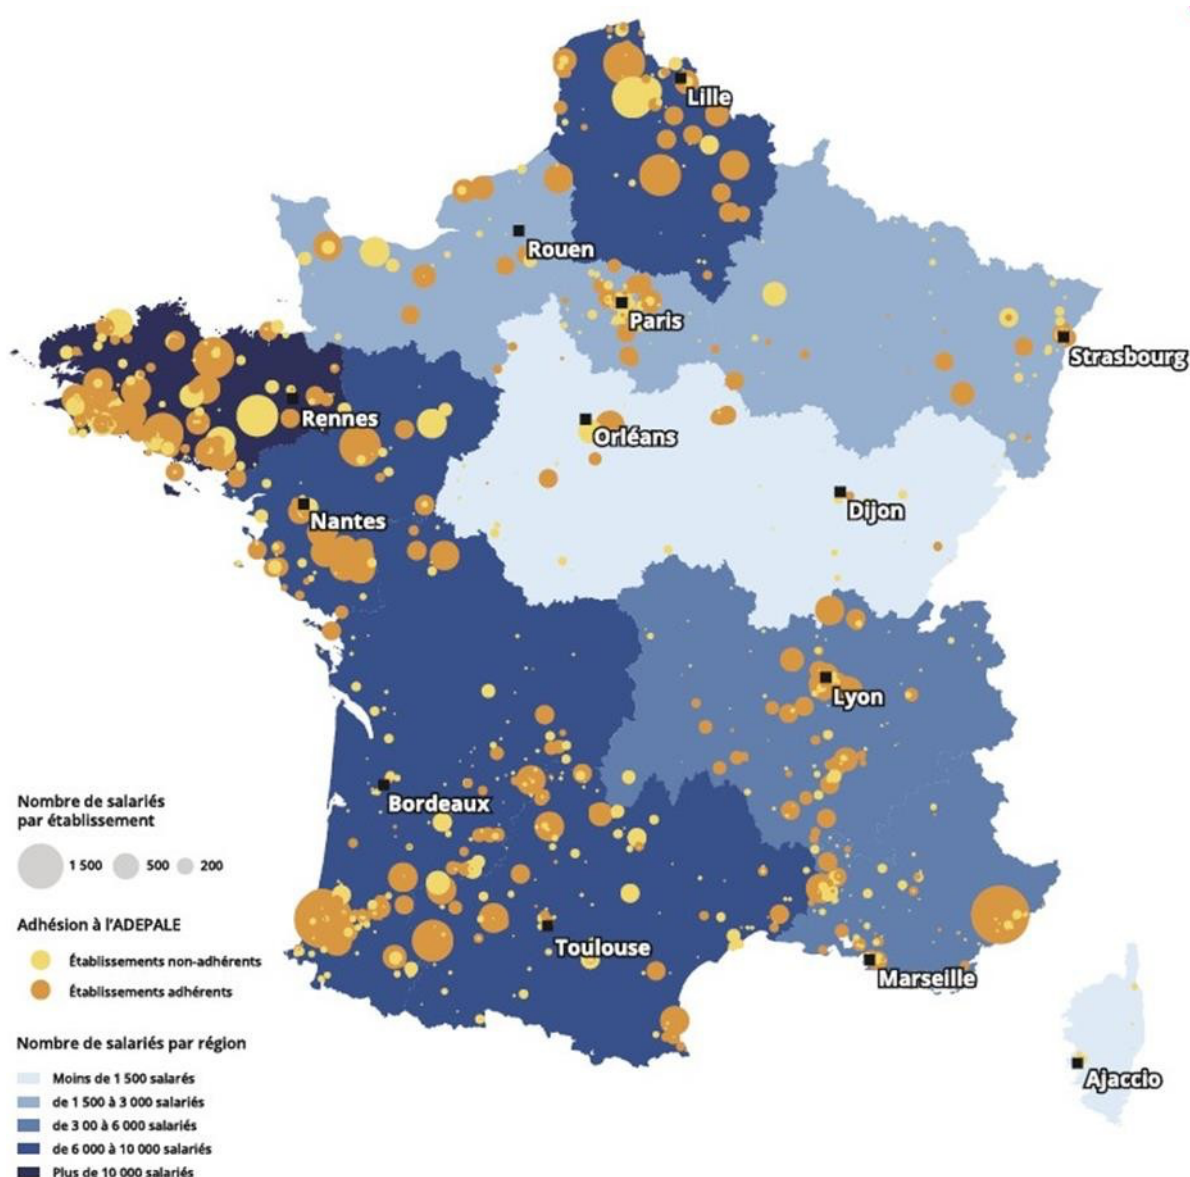 Lille
Rouen
Paris
Strasbourg
Rennes
Orléans
Dijon
Nantes
Lyon
Bordeaux
Toulouse
Marseille
Ajaccio
Nombre de salariés
par établissement
1 500 500 200
Adhésion à l'ADEPALE
Établissements non-adhérents
Établissements adhérents
Nombre de salariés par région
Moins de 1 500 salarés
de 1 500 à 3 000 salariés
de 3 00 à 6 000 salariés
de 6 000 à 10 000 salariés
Plus de 10 000 salariés